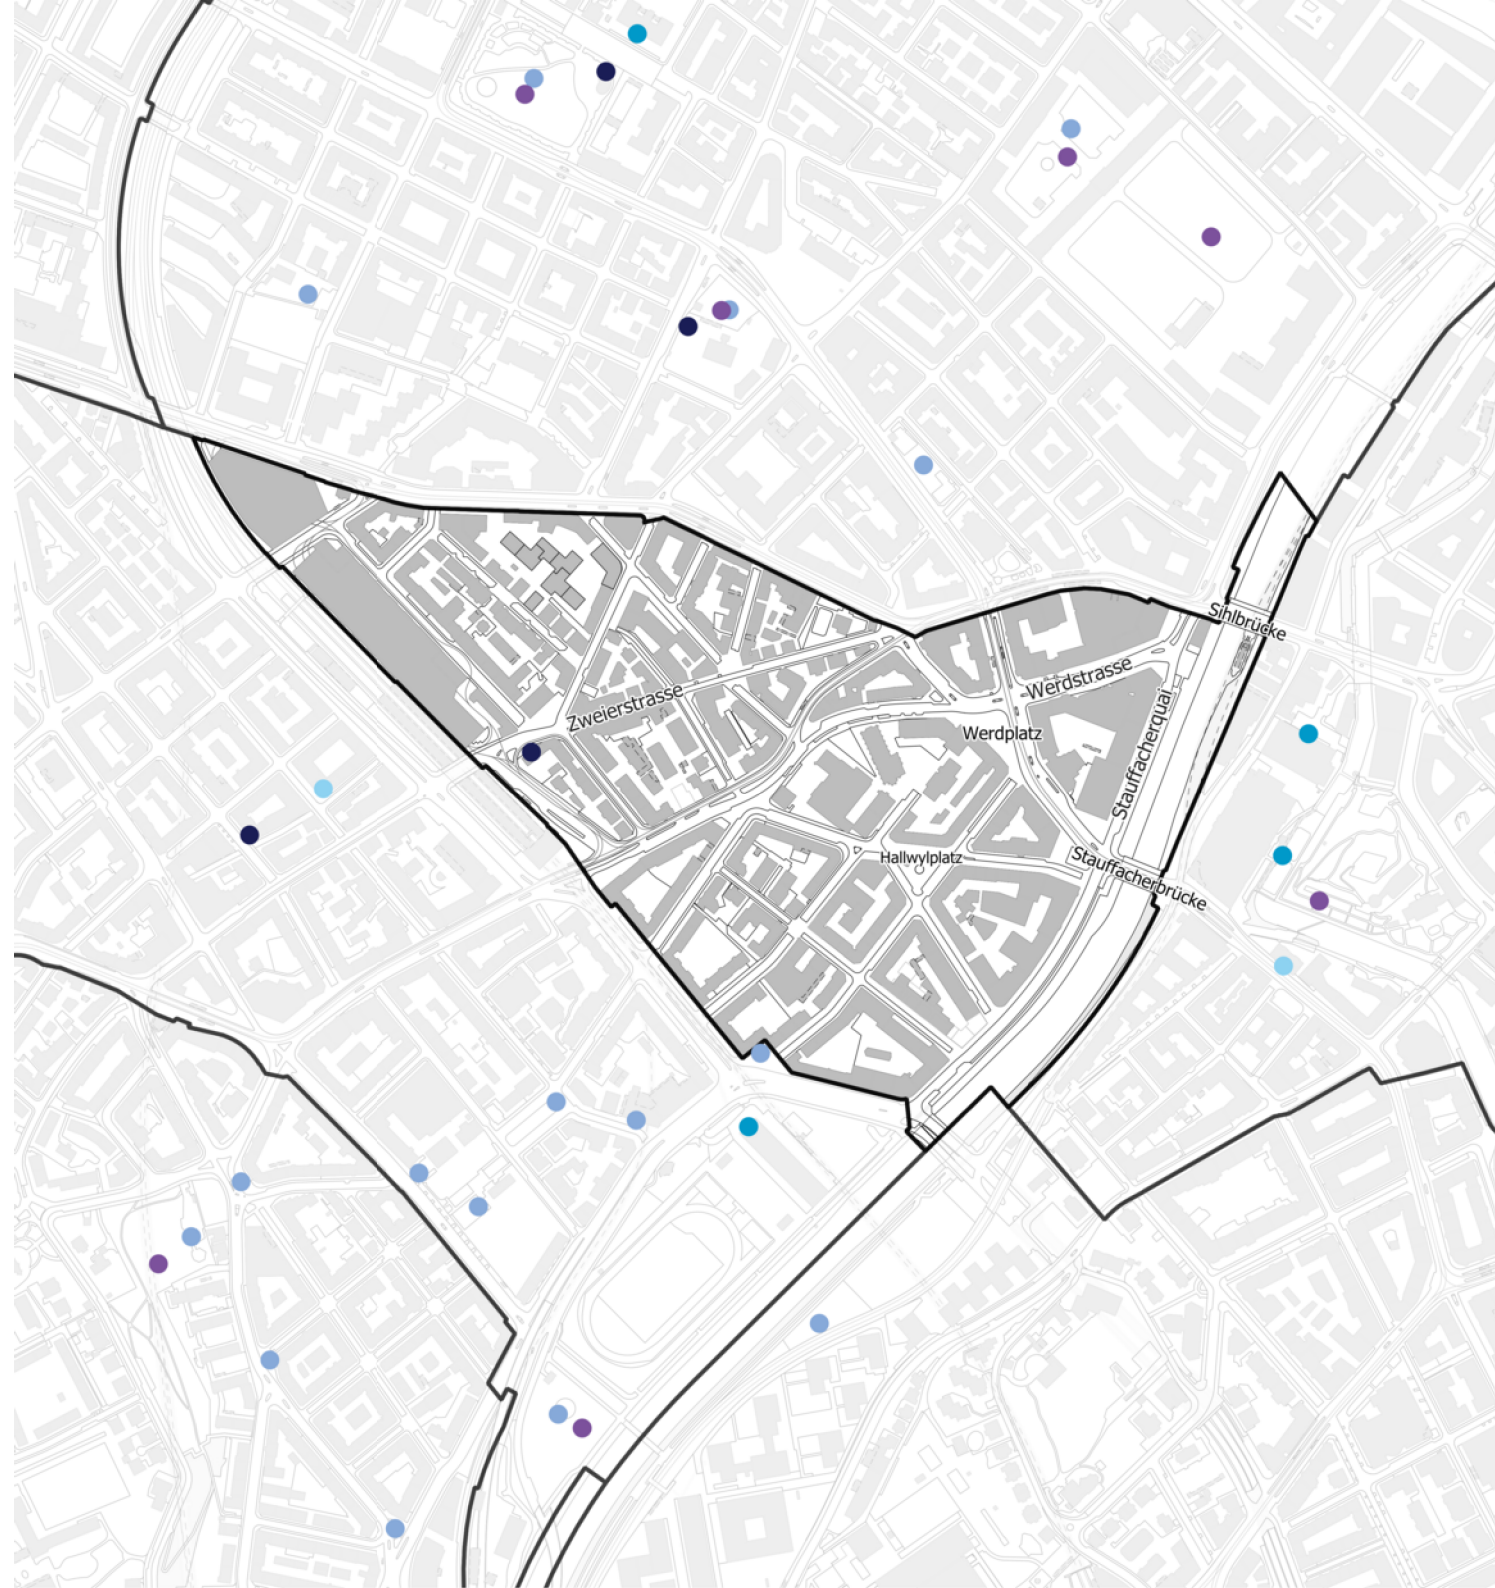 Sihlbrücke
Werdstrasse
Zweierstrasse
Werdplatz
Stauffacherquai
Hallwylplatz
Stauffacherbrücke